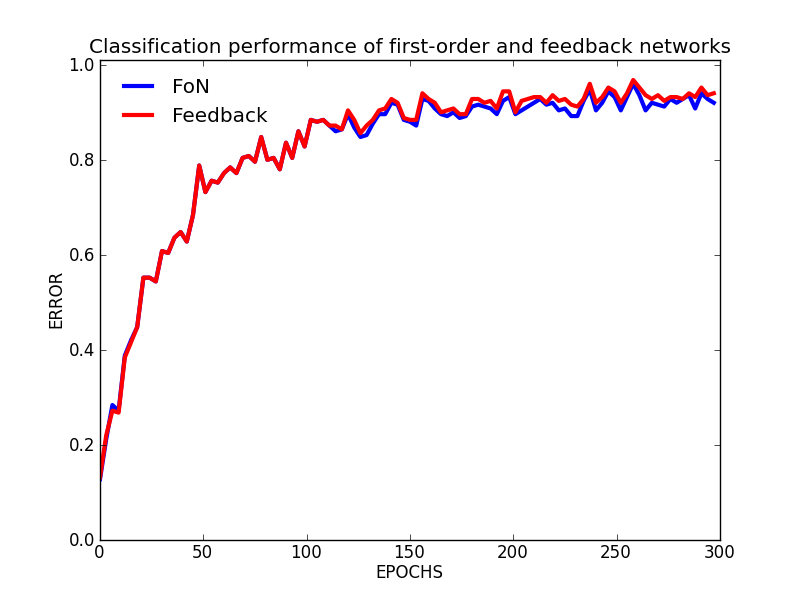 Classification performance of first-order and feedback networks
FoN
Feedback
1.0
0.8
0.6
0.4
0.2
0.0
ERROR
0
50
100
150
200
250
300
EPOCHS